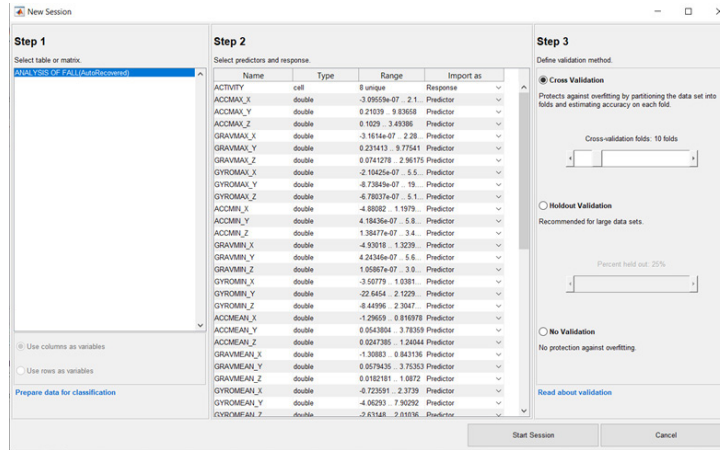 New Session
Step 1
Select table or matrix.
ANALYSIS OF FALL(AutoRecovered)
Use columns as variables
Use rows as variables
Prepare data for classification
Step 2
Select predictors and response.
Name Type Range Import as
ACTIVITY cell 8 unique Response
ACCMAX_X double -3.09559e-07 .. 2.1... Predictor
ACCMAX_Y double 0.21039 .. 9.83658 Predictor
ACCMAX_Z double 0.1029 .. 3.49386 Predictor
GRAVMAX_X double -3.1614e-07 .. 2.28... Predictor
GRAVMAX_Y double 0.231413 .. 9.77541 Predictor
GRAVMAX_Z double 0.0741278 .. 2.96175 Predictor
GYROMAX_X double -2.10425e-07 .. 5.5... Predictor
GYROMAX_Y double -8.73849e-07 .. 19.... Predictor
GYROMAX_Z double -6.78037e-07 .. 5.1... Predictor
ACCMIN_X double -4.88082 .. 1.1979... Predictor
ACCMIN_Y double 4.18436e-07 .. 5.8... Predictor
ACCMIN_Z double 1.38477e-07 .. 3.4... Predictor
GRAVMIN_X double -4.93018 .. 1.3239... Predictor
GRAVMIN_Y double 4.24346e-07 .. 5.6... Predictor
GRAVMIN_Z double 1.05867e-07 .. 3.0... Predictor
GYROMIN_X double -3.50779 .. 1.0381... Predictor
GYROMIN_Y double -22.6454 .. 2.1229... Predictor
GYROMIN_Z double -8.44996 .. 2.3047... Predictor
ACCMEAN_X double -1.29659 .. 0.816978 Predictor
ACCMEAN_Y double 0.0543804 .. 3.78359 Predictor
ACCMEAN_Z double 0.0247385 .. 1.24044 Predictor
GRAVMEAN_X double -1.30883 .. 0.843136 Predictor
GRAVMEAN_Y double 0.0579435 .. 3.75353 Predictor
GRAVMEAN_Z double 0.0182181 .. 1.0872 Predictor
GYROMEAN_X double -0.723591 .. 2.3739 Predictor
GYROMEAN_Y double -4.06293 .. 7.90292 Predictor
GYROMEAN_Z double -2.63148 .. 2.01036 Predictor
Step 3
Define validation method.
Cross Validation
Protects against overfitting by partitioning the data set into
folds and estimating accuracy on each fold.
Cross-validation folds: 10 folds
Holdout Validation
Recommended for large data sets.
Percent held out: 25%
No Validation
No protection against overfitting.
Read about validation
Start Session
Cancel